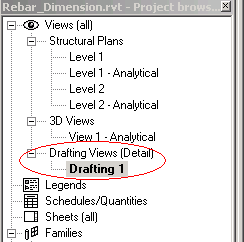 Rebar_Dimension.rvt - Project brows...
Views (all)
Structural Plans
Level 1
Level 1 - Analytical
Level 2
Level 2 - Analytical
3D Views
View 1 - Analytical
Drafting Views (Detail)
Drafting 1
Legends
Schedules/Quantities
Sheets (all)
Families